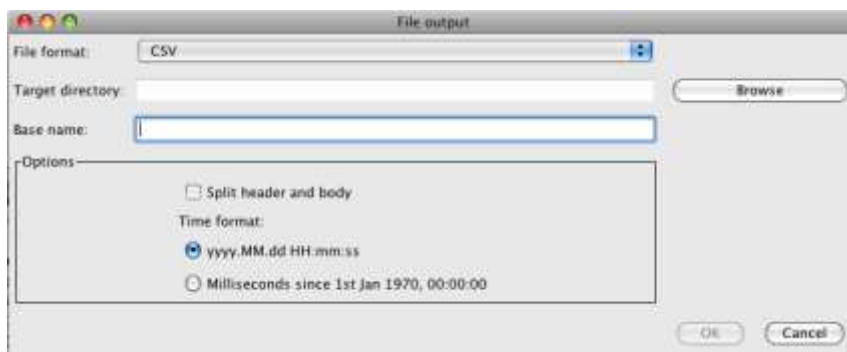 File output
File format: CSV
Target directory: Browse
Base name:
Options
Split header and body
Time format:
yyyy.MM.dd HH:mm:ss
Milliseconds since 1st Jan 1970, 00:00:00
OK Cancel